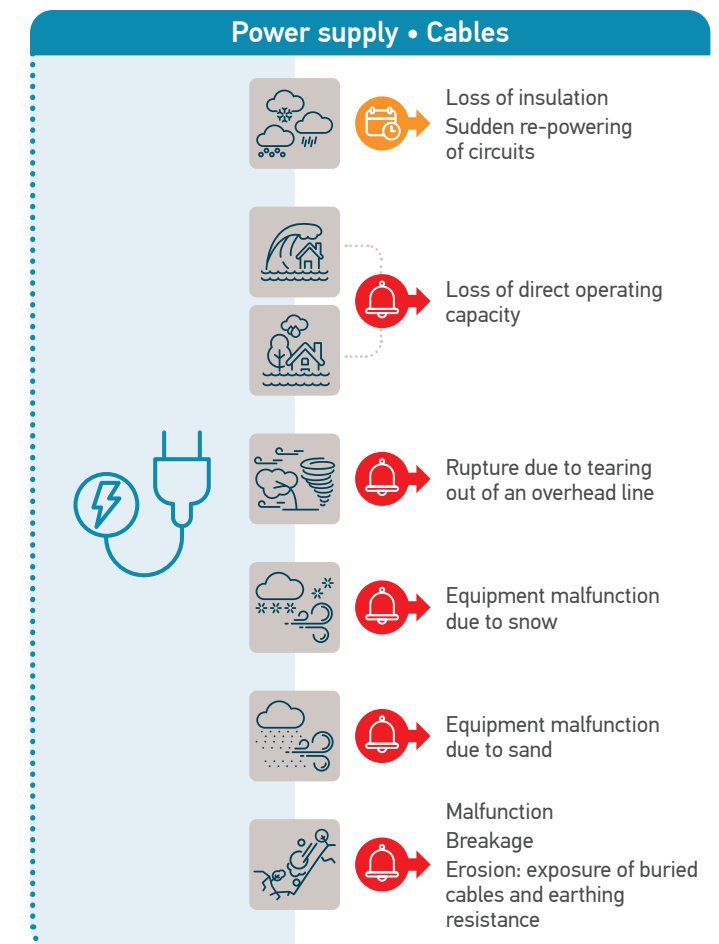 Power supply • Cables
Loss of insulation
Sudden re-powering
of circuits
Loss of direct operating
capacity
Rupture due to tearing
out of an overhead line
Equipment malfunction
due to snow
Equipment malfunction
due to sand
Malfunction
Breakage
Erosion: exposure of buried
cables and earthing
resistance